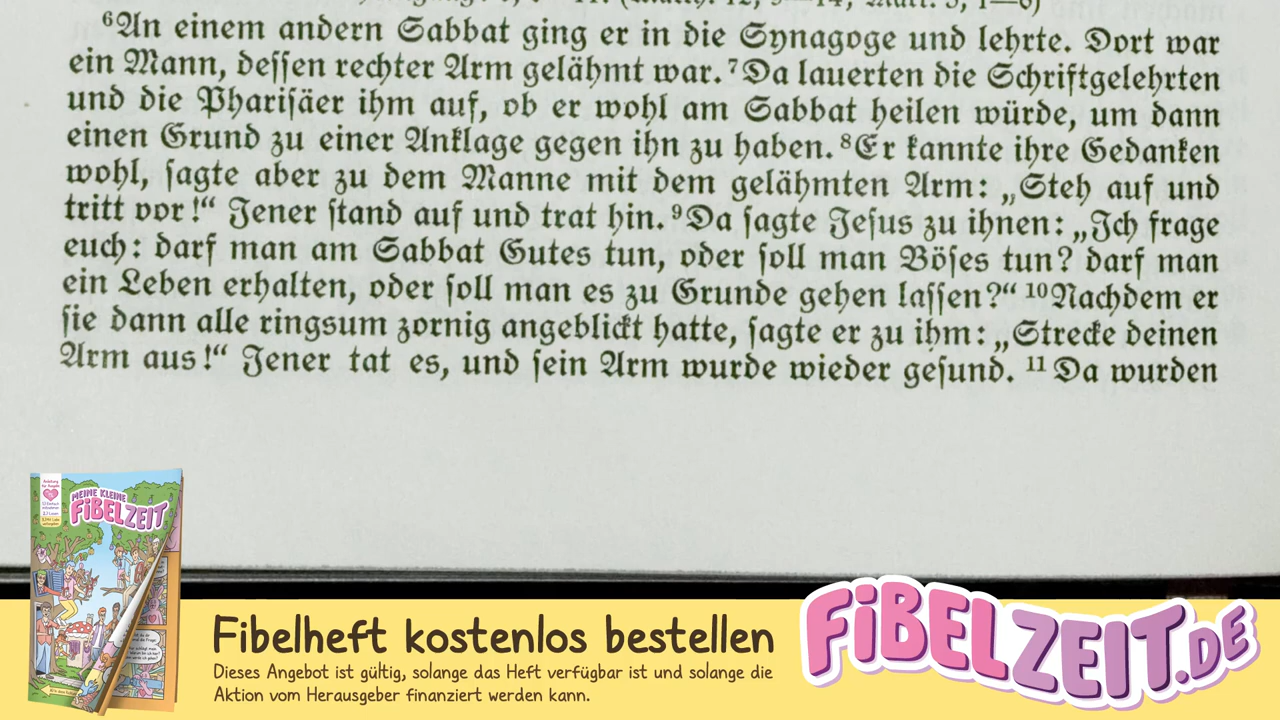 ⁶An einem andern Sabbat ging er in die Synagoge und lehrte. Dort war
ein Mann, dessen rechter Arm gelähmt war. ⁷Da lauerten die Schriftgelehrten
und die Pharisäer ihm auf, ob er wohl am Sabbat heilen würde, um dann
einen Grund zu einer Anklage gegen ihn zu haben. ⁸Er kannte ihre Gedanken
wohl, sagte aber zu dem Manne mit dem gelähmten Arm: „Steh auf und
tritt vor!“ Jener stand auf und trat hin. ⁹Da sagte Jesus zu ihnen: „Ich frage
euch: darf man am Sabbat Gutes tun, oder soll man Böses tun? darf man
ein Leben erhalten, oder soll man es zu Grunde gehen lassen?“ ¹⁰Nachdem er
sie dann alle ringsum zornig angeblickt hatte, sagte er zu ihm: „Strecke deinen
Arm aus!“ Jener tat es, und sein Arm wurde wieder gesund. ¹¹Da wurden
MEINE KLEINE
FiBELZEiT
Fibelheft kostenlos bestellen
Dieses Angebot ist gültig, solange das Heft verfügbar ist und solange die
Aktion vom Herausgeber finanziert werden kann.
FiBELZEiT.DE